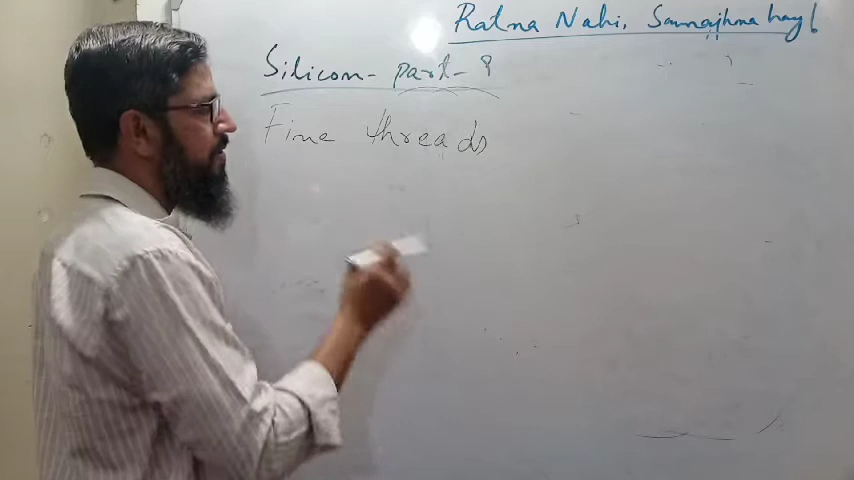 Ratna Nahi, Samajhna hay!
Silicon- part- 9
Fine threads